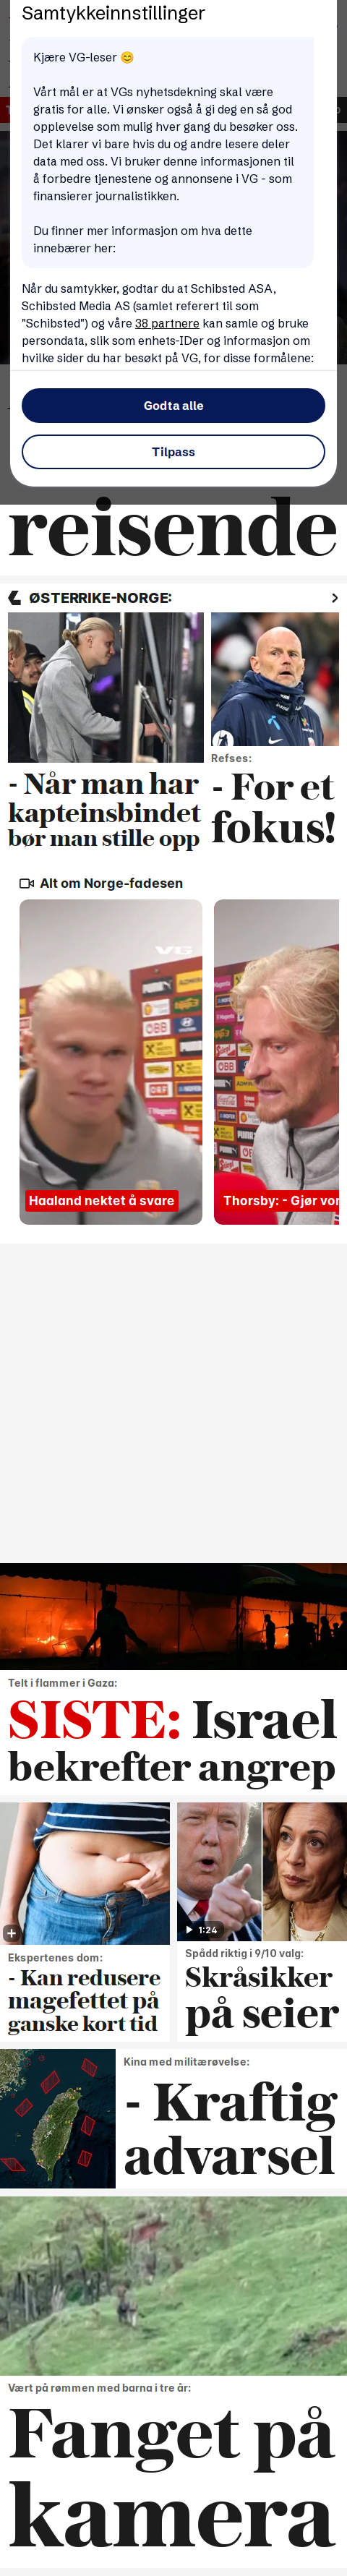 Samtykkeinnstillinger
Kjære VG-leser 😊
Vårt mål er at VGs nyhetsdekning skal være
gratis for alle. Vi ønsker også å gi deg en så god
opplevelse som mulig hver gang du besøker oss.
Det klarer vi bare hvis du og andre lesere deler
data med oss. Vi bruker denne informasjonen til
å forbedre tjenestene og annonsene i VG - som
finansierer journalistikken.
Du finner mer informasjon om hva dette
innebærer her:
Når du samtykker, godtar du at Schibsted ASA,
Schibsted Media AS (samlet referert til som
"Schibsted") og våre 38 partnere kan samle og bruke
persondata, slik som enhets-IDer og informasjon om
hvilke sider du har besøkt på VG, for disse formålene:
Godta alle
Tilpass
reisende
ØSTERRIKE-NORGE:
- Når man har
kapteinsbindet
bør man stille opp
Refses:
- For et
fokus!
Alt om Norge-fadesen
VG
Haaland nektet å svare
Thorsby: - Gjør vor
Telt i flammer i Gaza:
SISTE: Israel
bekrefter angrep
Ekspertens dom:
- Kan redusere
magefettet på
ganske kort tid
1:24
Spådd riktig i 9/10 valg:
Skråsikker
på seier
Kina med militærøvelse:
- Kraftig
advarsel
Vært på rømmen med barna i tre år:
Fanget på
kamera